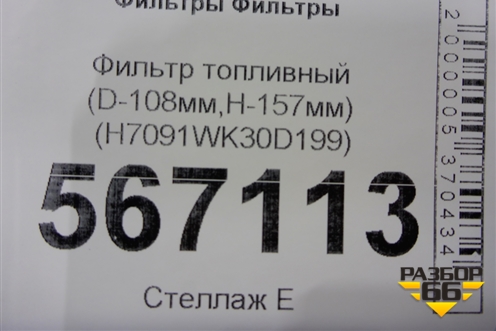 Фильтры Фильтры
Фильтр топливный
(D-108мм,H-157мм)
(H7091WK30D199)
567113
Стеллаж Е
2000005370434
РАЗБОР
66